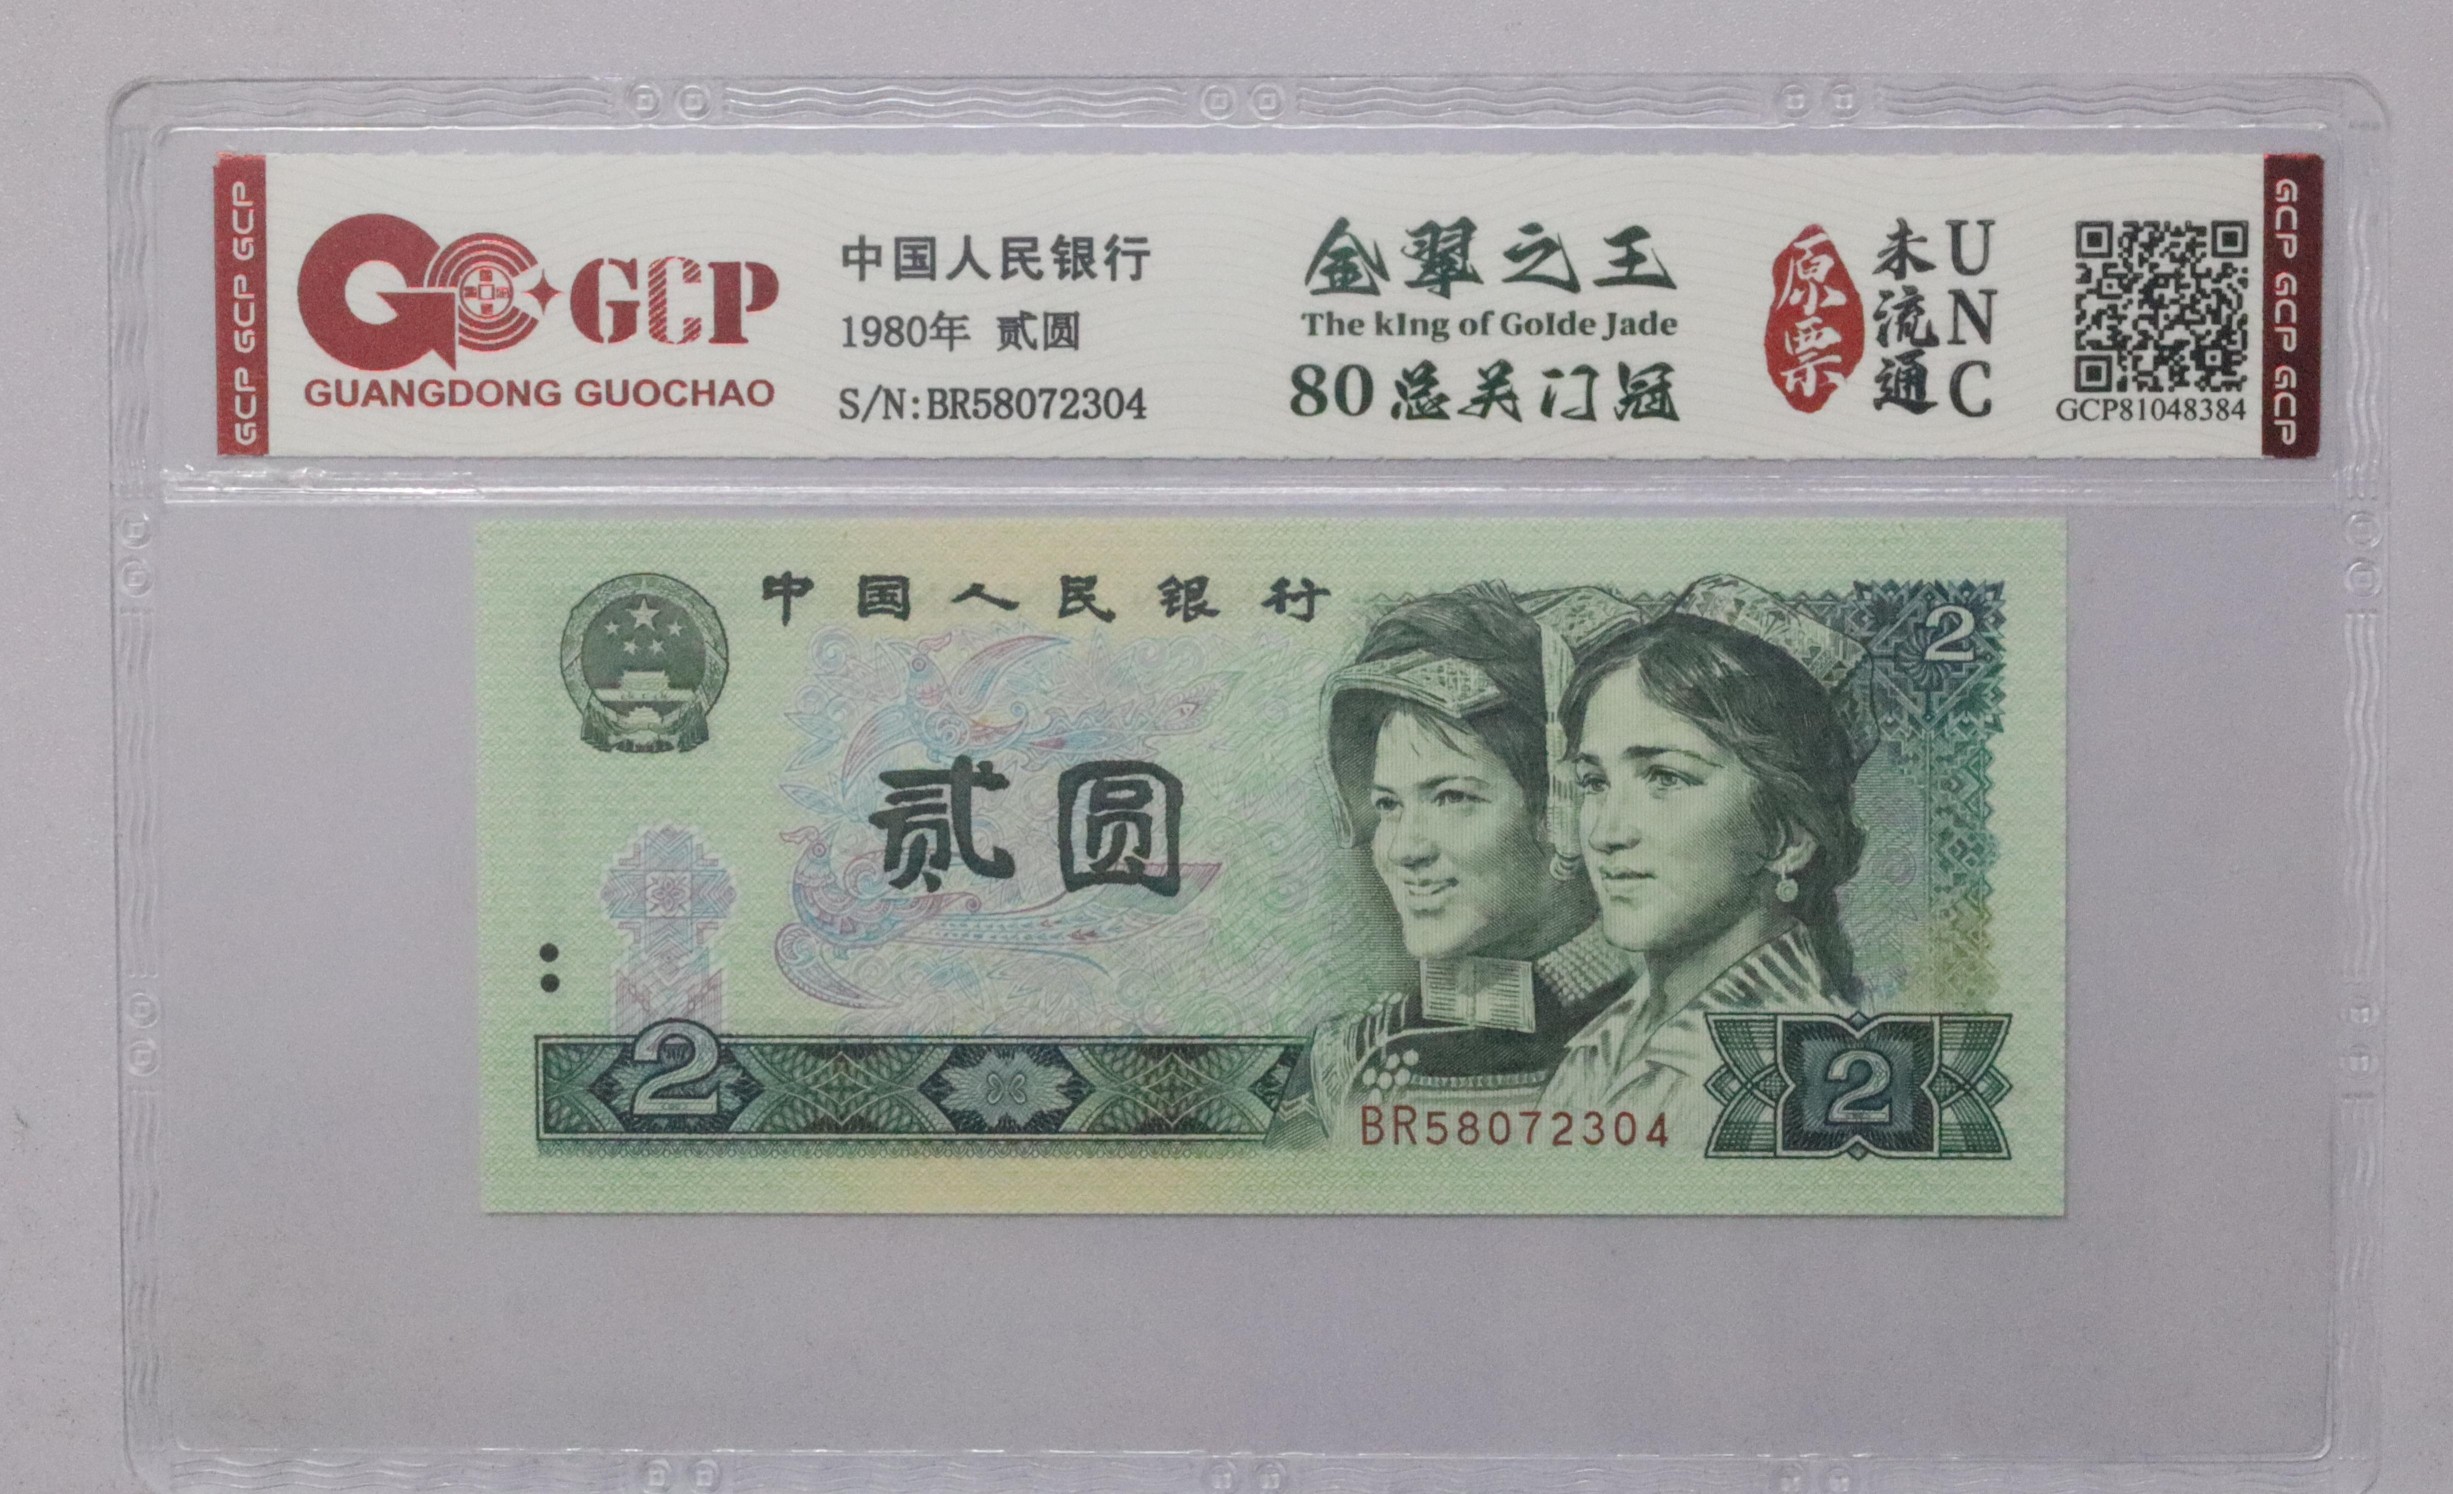 GCP GCP GCP
GCP
GUANGDONG GUOCHAO
中国人民银行
1980年 贰圆
S/N:BR58072304
金翠之王
The kIng of GoIde Jade
80总关门冠
原票
未流通
UNC
GCP81048384
GCP GCP GCP
中国人民银行
2
贰圆
2
BR58072304
2